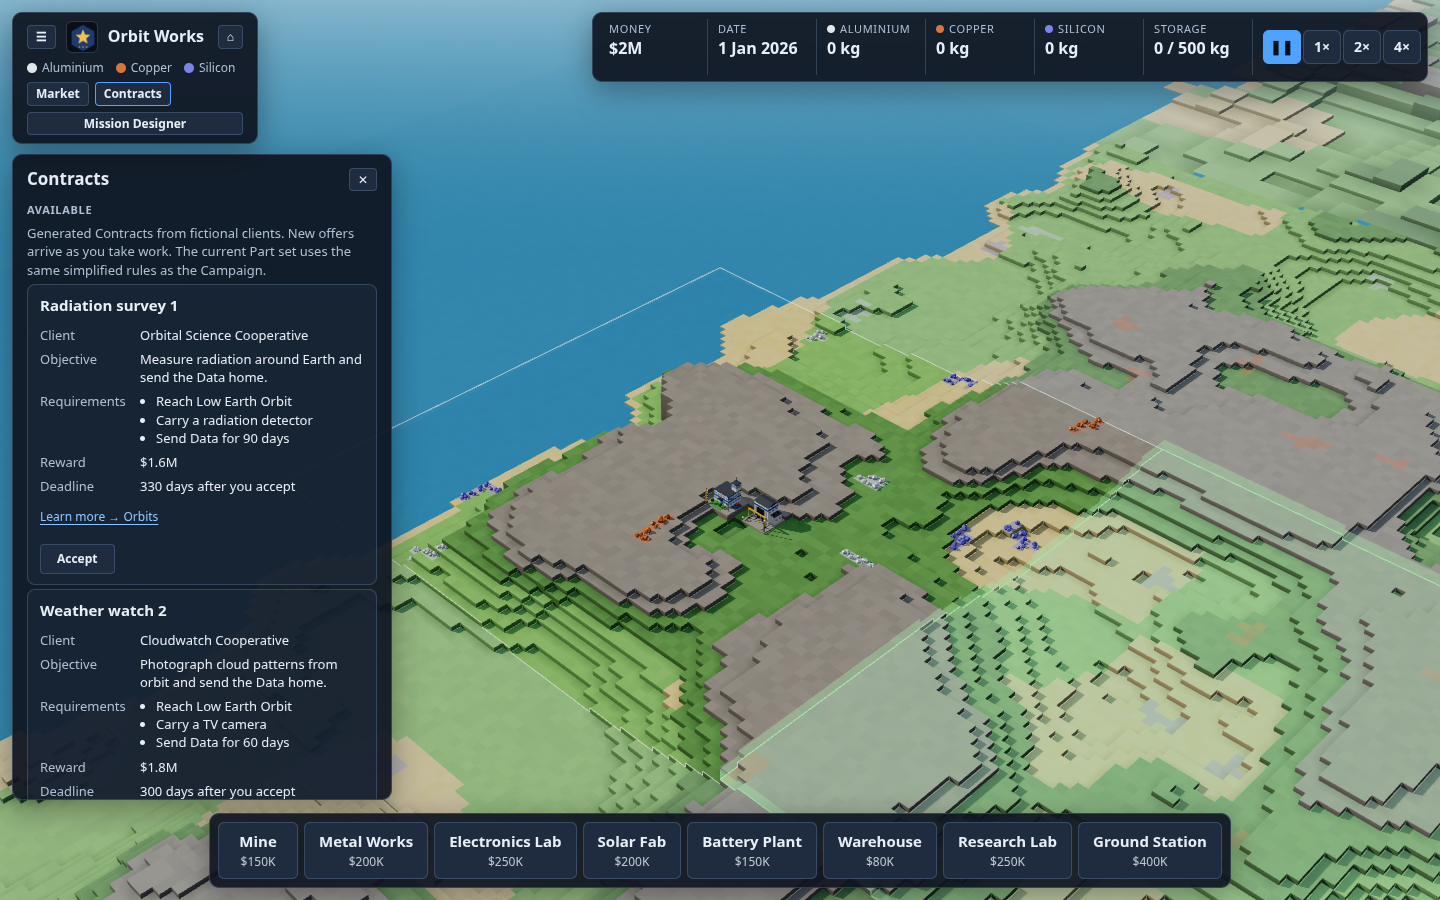 ☰ Orbit Works ⌂
Aluminium Copper Silicon
Market Contracts
Mission Designer
MONEY DATE ALUMINIUM COPPER SILICON STORAGE
$2M 1 Jan 2026 0 kg 0 kg 0 kg 0 / 500 kg ❚❚ 1× 2× 4×
Contracts ✕
AVAILABLE
Generated Contracts from fictional clients. New offers
arrive as you take work. The current Part set uses the
same simplified rules as the Campaign.
Radiation survey 1
Client Orbital Science Cooperative
Objective Measure radiation around Earth and
send the Data home.
Requirements • Reach Low Earth Orbit
• Carry a radiation detector
• Send Data for 90 days
Reward $1.6M
Deadline 330 days after you accept
Learn more → Orbits
Accept
Weather watch 2
Client Cloudwatch Cooperative
Objective Photograph cloud patterns from
orbit and send the Data home.
Requirements • Reach Low Earth Orbit
• Carry a TV camera
• Send Data for 60 days
Reward $1.8M
Deadline 300 days after you accept
Mine Metal Works Electronics Lab Solar Fab Battery Plant Warehouse Research Lab Ground Station
$150K $200K $250K $200K $150K $80K $250K $400K